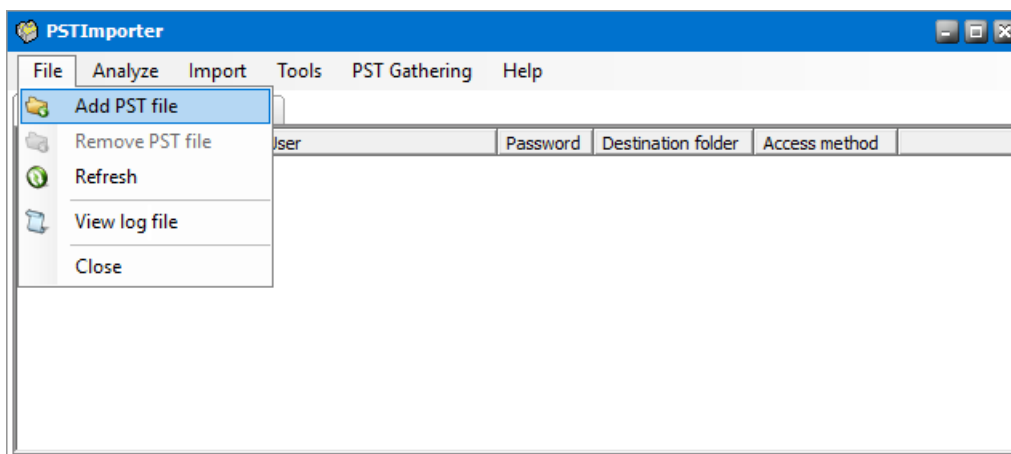 PSTImporter
File Analyze Import Tools PST Gathering Help
Add PST file
Remove PST file
Password Destination folder Access method
Refresh
View log file
Close